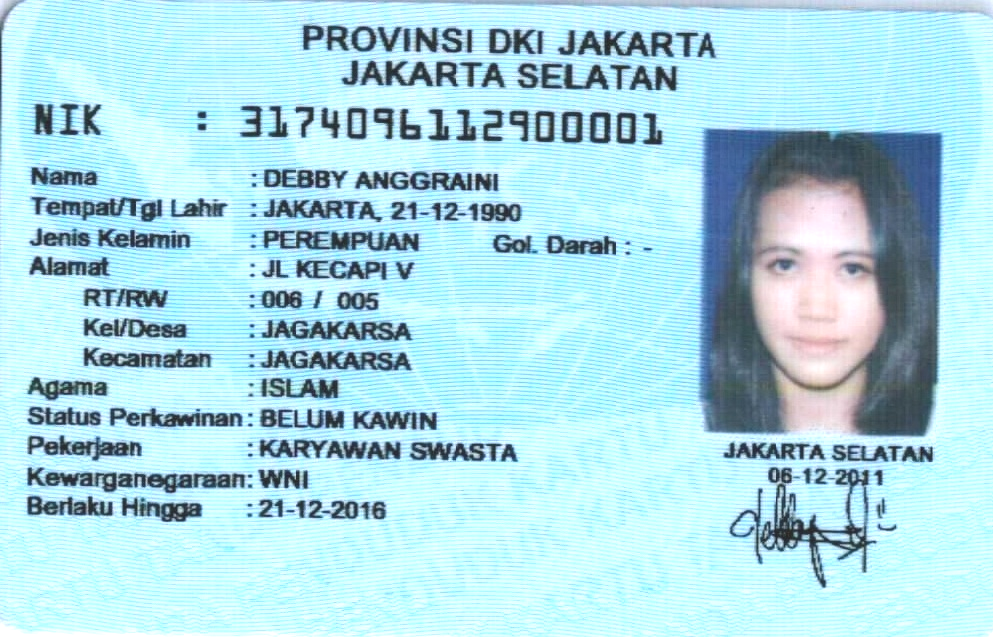 PROVINSI DKI JAKARTA
JAKARTA SELATAN
NIK : 3174096112900001
Nama : DEBBY ANGGRAINI
Tempat/Tgl Lahir : JAKARTA, 21-12-1990
Jenis Kelamin : PEREMPUAN Gol. Darah : -
Alamat : JL KECAPI V
RT/RW : 006 / 005
Kel/Desa : JAGAKARSA
Kecamatan : JAGAKARSA
Agama : ISLAM
Status Perkawinan : BELUM KAWIN
Pekerjaan : KARYAWAN SWASTA
Kewarganegaraan : WNI
Berlaku Hingga : 21-12-2016
JAKARTA SELATAN
06-12-2011